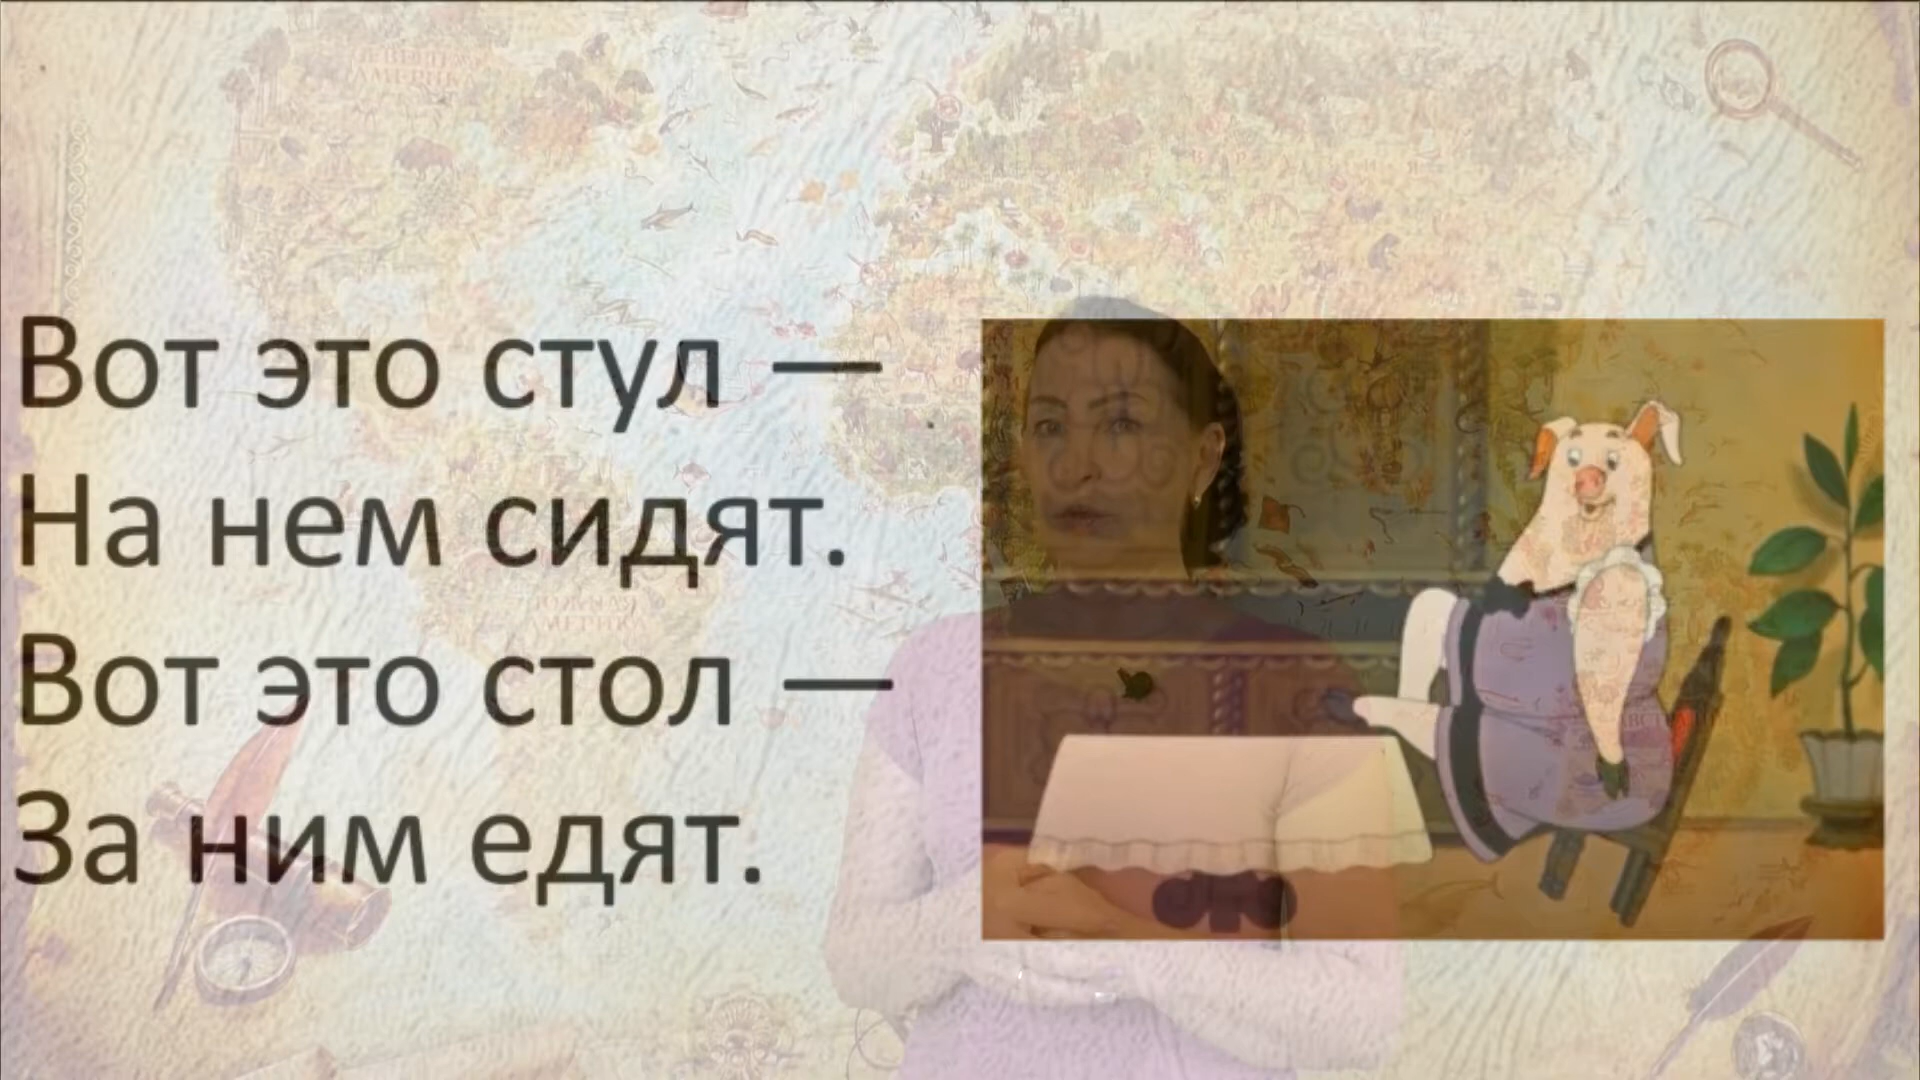 Вот это стул —
На нем сидят.
Вот это стол —
За ним едят.